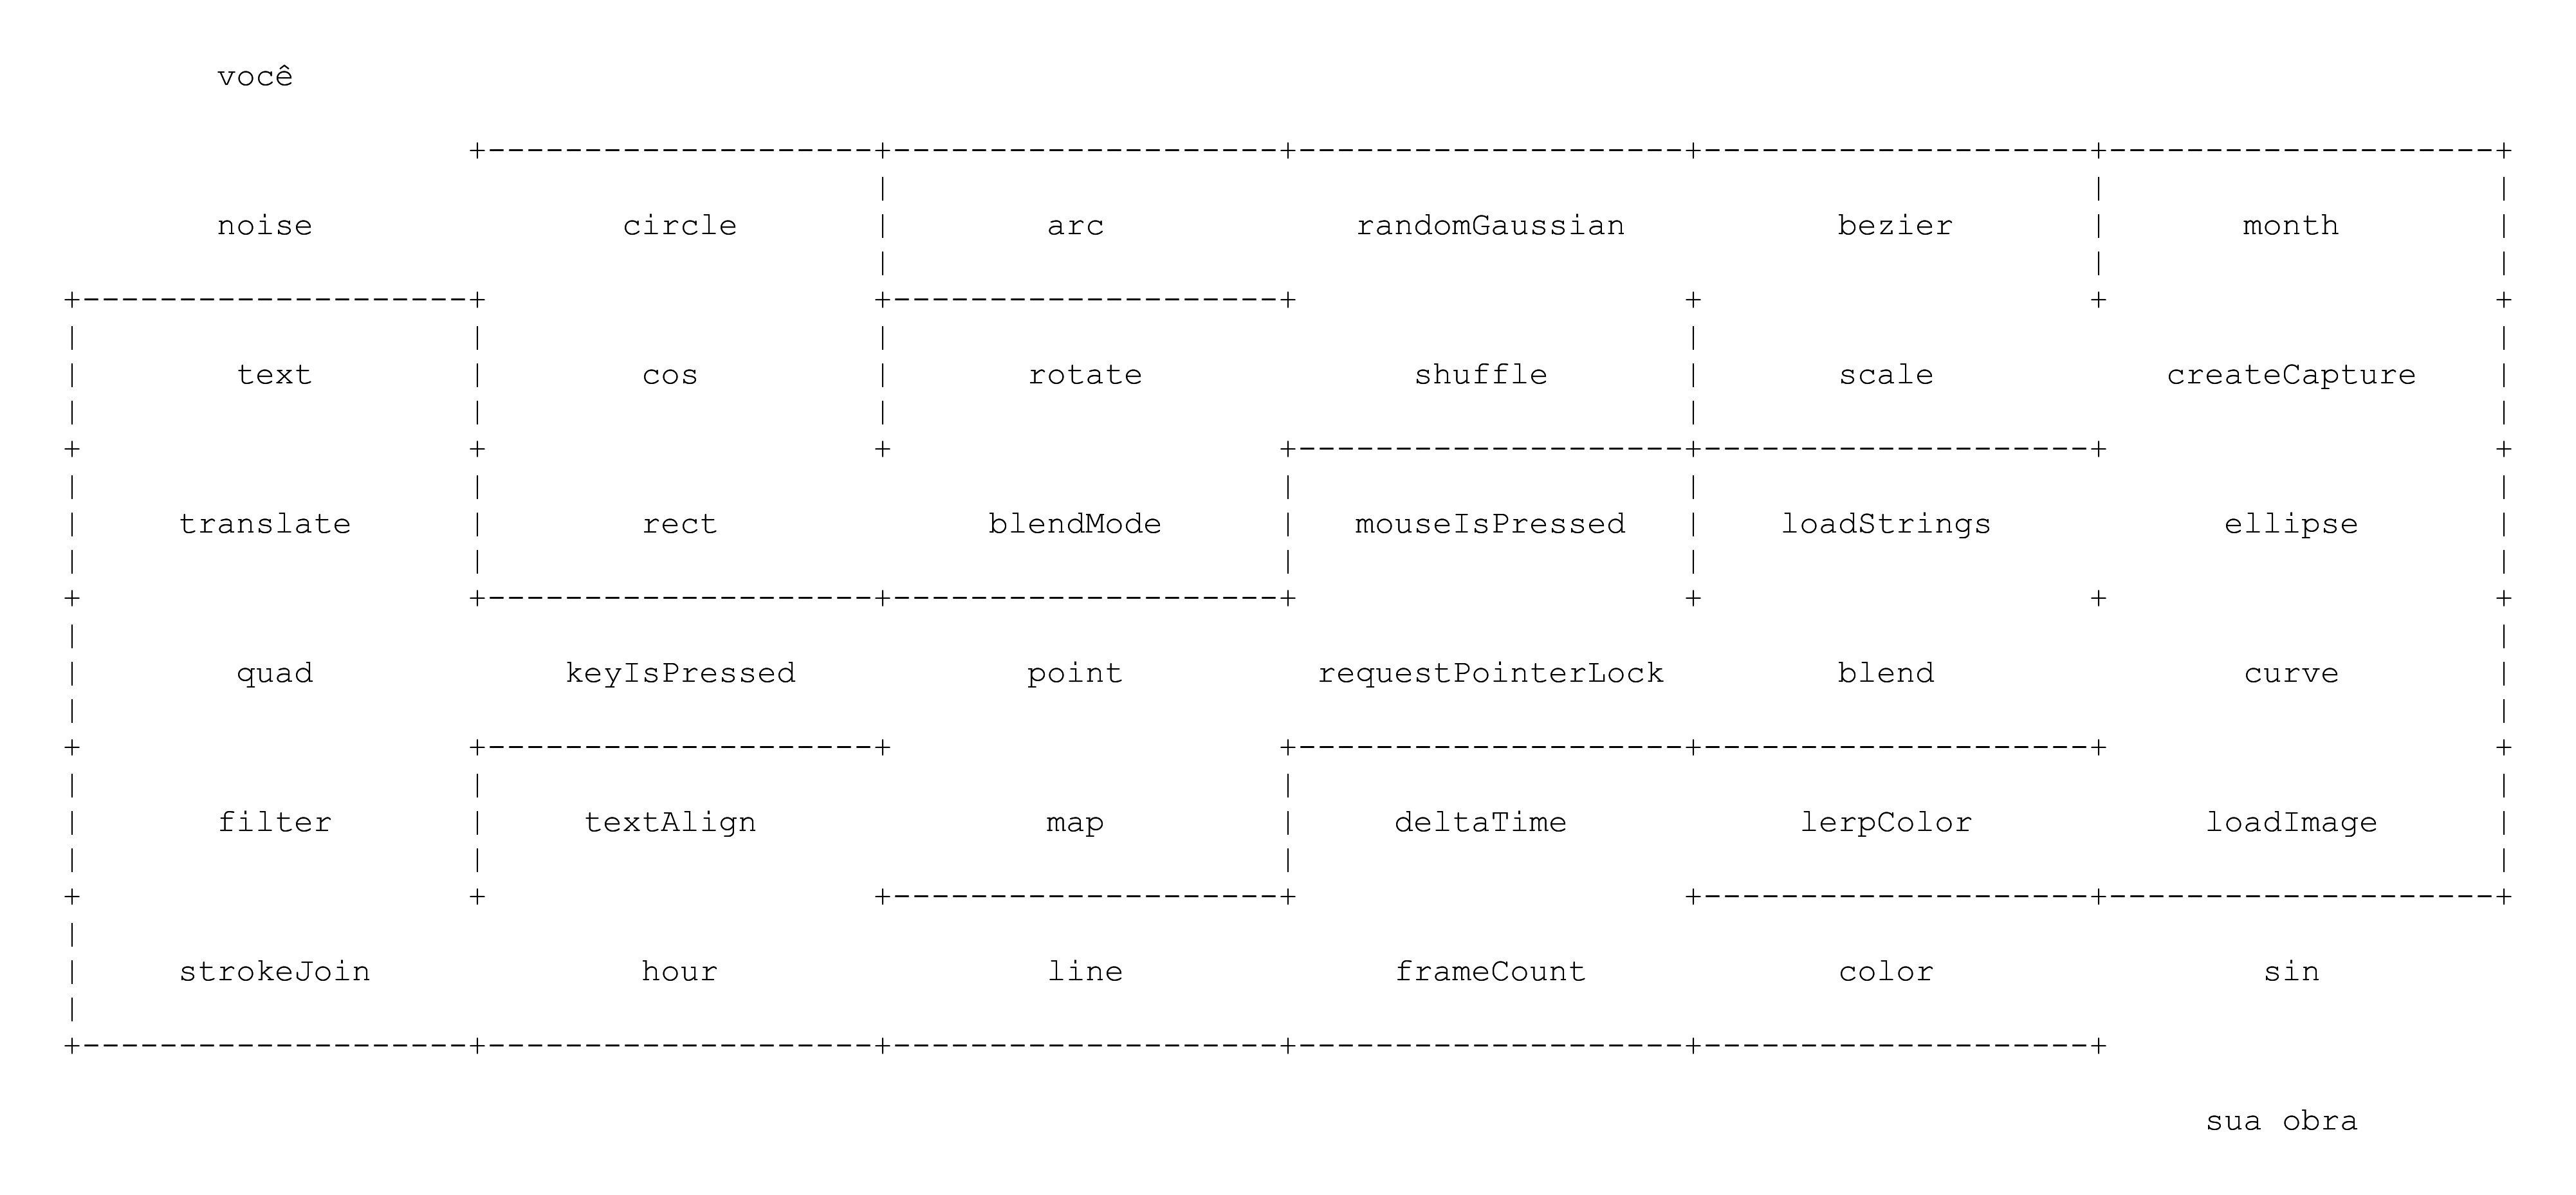 você
noise circle arc randomGaussian bezier month
text cos rotate shuffle scale createCapture
translate rect blendMode mouseIsPressed loadStrings ellipse
quad keyIsPressed point requestPointerLock blend curve
filter textAlign map deltaTime lerpColor loadImage
strokeJoin hour line frameCount color sin
sua obra